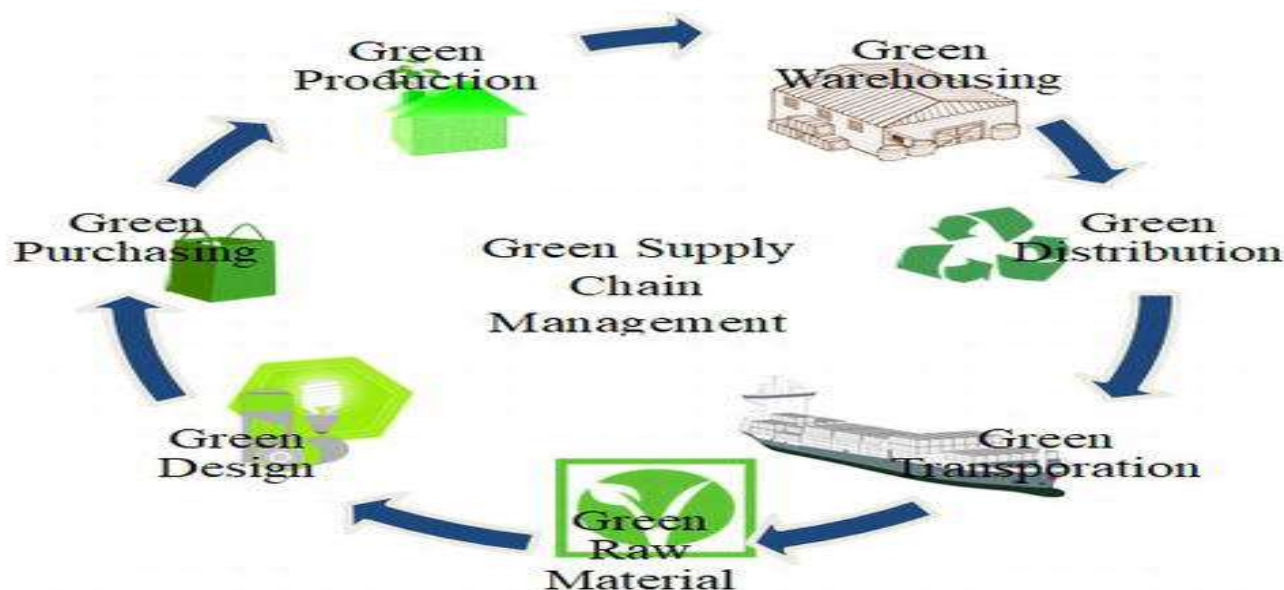 Green
Production
Green
Warehousing
Green
Purchasing
Green Supply
Chain
Management
Green
Distribution
Green
Design
Green
Transporation
Green
Raw
Material